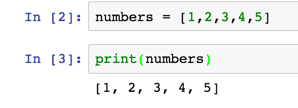 In [2]: numbers = [1,2,3,4,5]
In [3]: print(numbers)
[1, 2, 3, 4, 5]